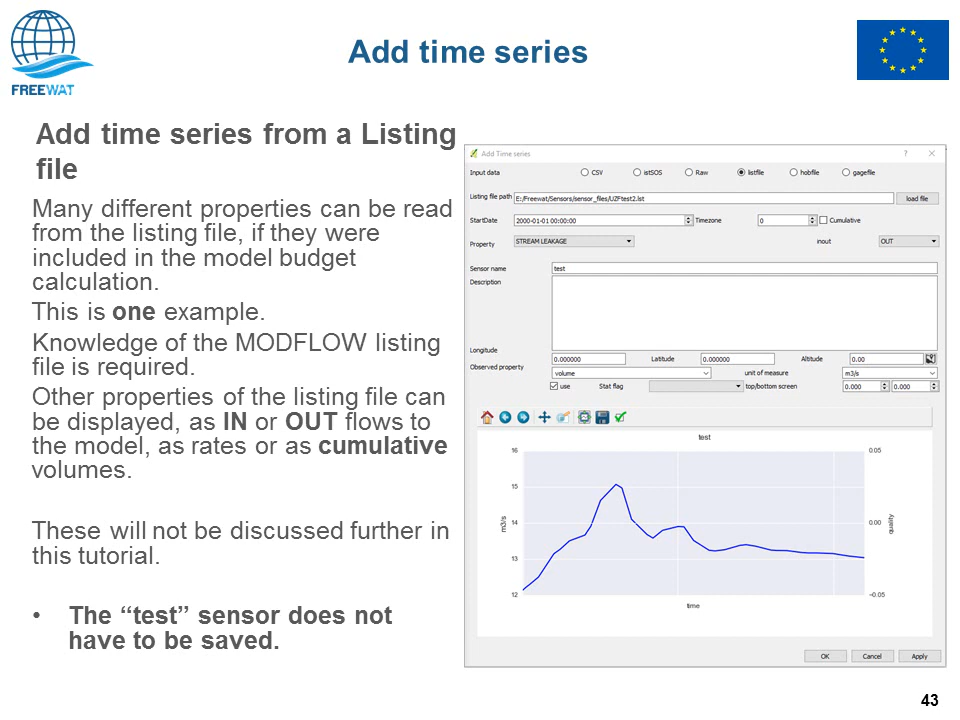 FREEWAT
Add time series
Add time series from a Listing
file
Many different properties can be read
from the listing file, if they were
included in the model budget
calculation.
This is one example.
Knowledge of the MODFLOW listing
file is required.
Other properties of the listing file can
be displayed, as IN or OUT flows to
the model, as rates or as cumulative
volumes.
These will not be discussed further in
this tutorial.
• The “test” sensor does not
have to be saved.
Add Time series ? ×
Input data CSV istSOS Raw listfile hobfile gagefile
Listing file path E:/Freewat/Sensors/sensor_files/UZFtest2.lst load file
StartDate 2000-01-01 00:00:00 Timezone 0 Cumulative
Property STREAM LEAKAGE inout OUT
Sensor name test
Description
Longitude 0.000000 Latitude 0.000000 Altitude 0.00
Observed property volume unit of measure m3/s
use Stat flag top/bottom screen 0.000 0.000
test
16 0.05
15
14 0.00
13
12 −0.05
m3/s
quality
time
OK Cancel Apply
43